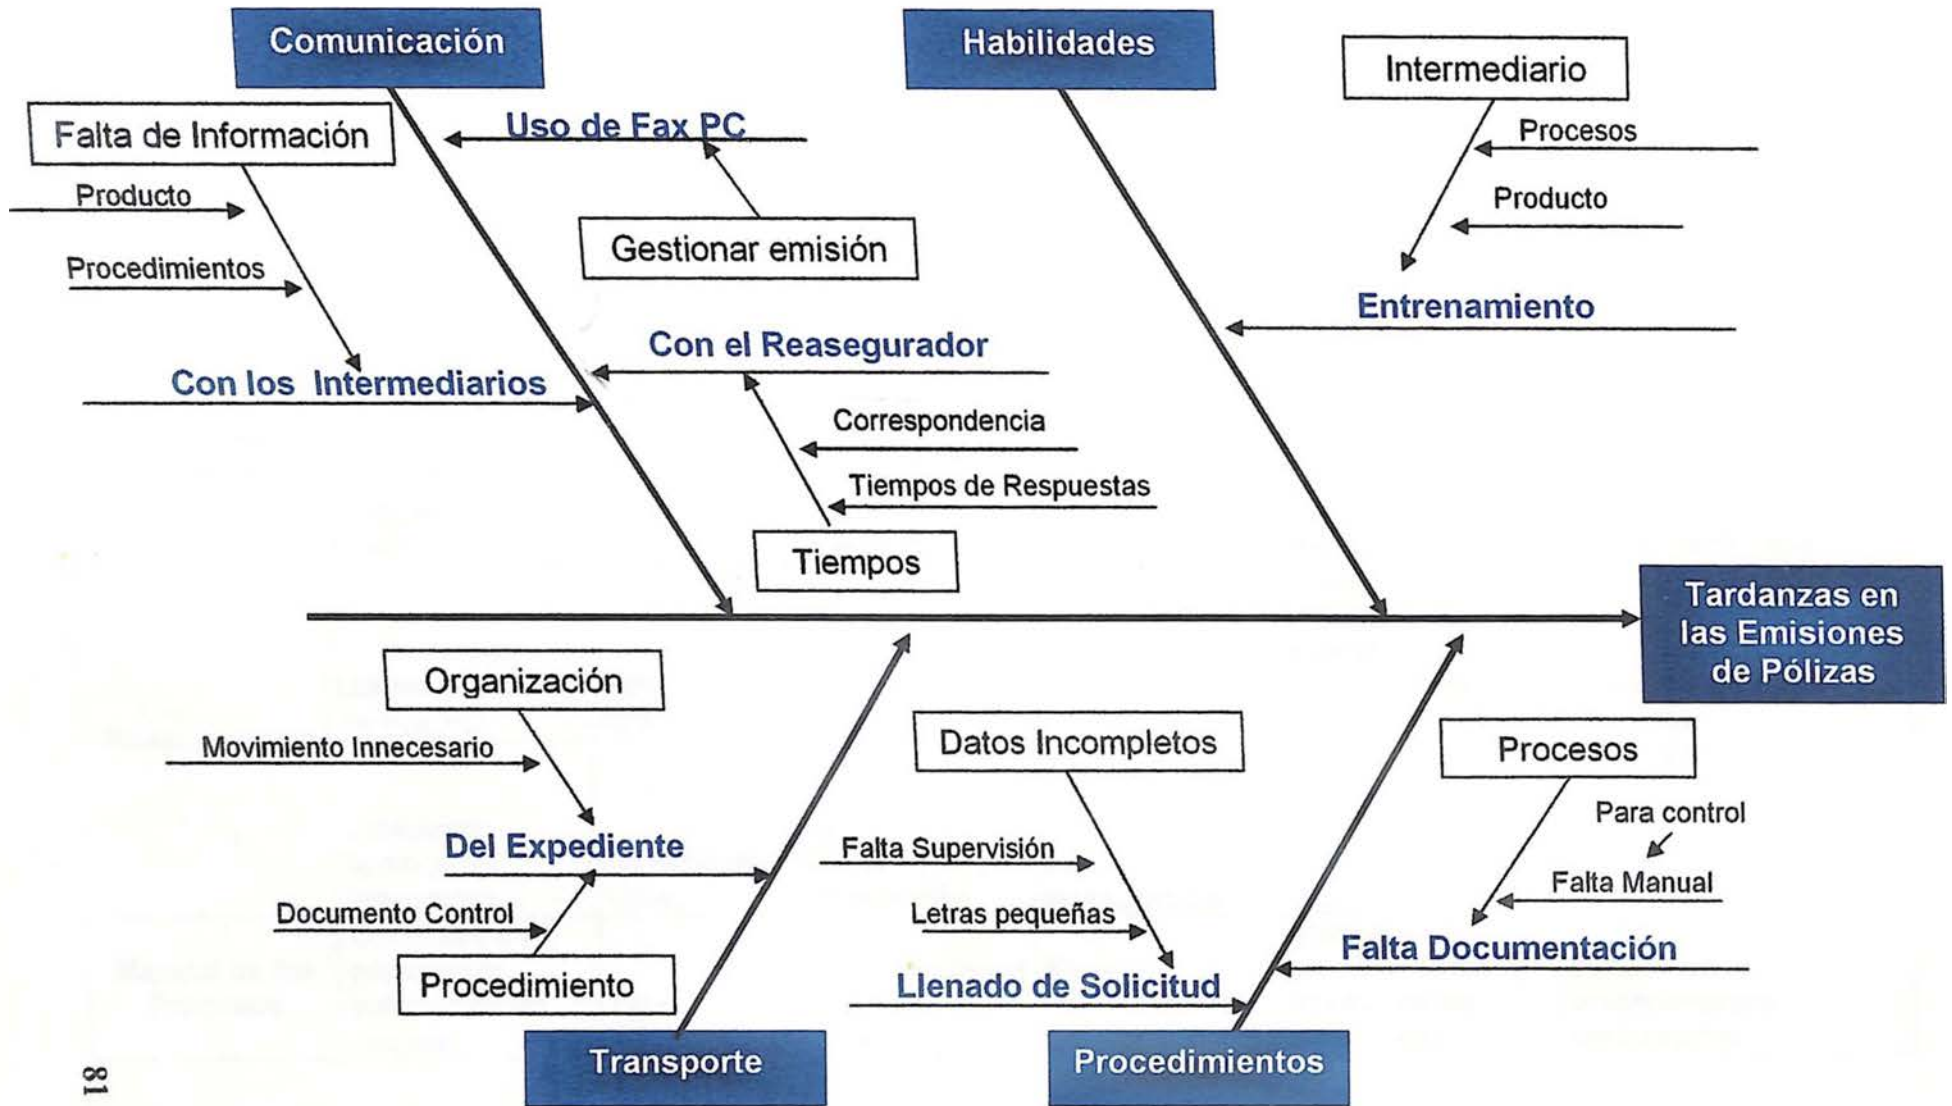 Comunicación
Habilidades
Intermediario
Falta de Información
Uso de Fax PC
Procesos
Producto
Producto
Gestionar emisión
Procedimientos
Entrenamiento
Con el Reasegurador
Con los Intermediarios
Correspondencia
Tiempos de Respuestas
Tiempos
Tardanzas en
las Emisiones
de Pólizas
Organización
Movimiento Innecesario
Datos Incompletos
Procesos
Para control
Del Expediente
Falta Supervisión
Falta Manual
Documento Control
Letras pequeñas
Falta Documentación
Procedimiento
Llenado de Solicitud
Transporte
Procedimientos
81